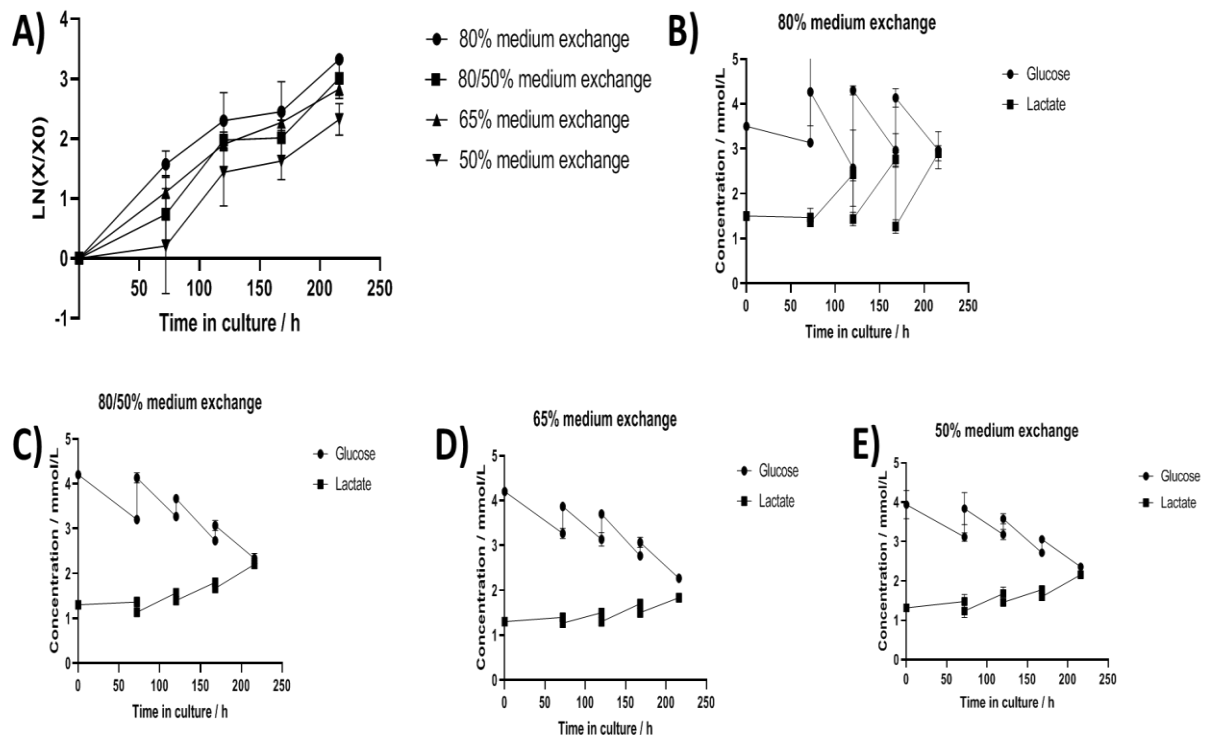 A)
4
3
2
1
0
-1
LN(X/X0)
50
100
150
200
250
Time in culture / h
80% medium exchange
80/50% medium exchange
65% medium exchange
50% medium exchange
B)
80% medium exchange
5
4
3
2
1
0
Concentration / mmol/L
0
50
100
150
200
250
Time in culture / h
Glucose
Lactate
C)
80/50% medium exchange
5
4
3
2
1
0
Concentration / mmol/L
0
50
100
150
200
250
Time in culture / h
Glucose
Lactate
D)
65% medium exchange
5
4
3
2
1
0
Concentration / mmol/L
0
50
100
150
200
250
Time in culture / h
Glucose
Lactate
E)
50% medium exchange
5
4
3
2
1
0
Concentration / mmol/L
0
50
100
150
200
250
Time in culture / h
Glucose
Lactate